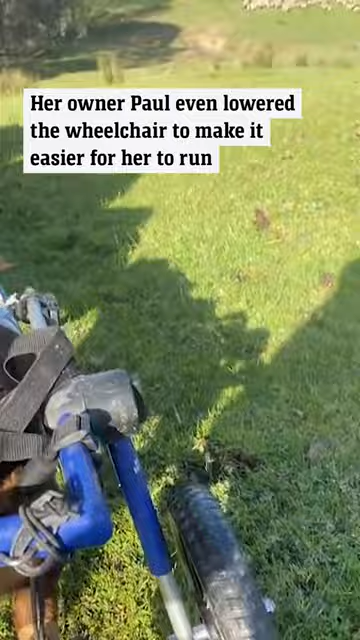 Her owner Paul even lowered
the wheelchair to make it
easier for her to run